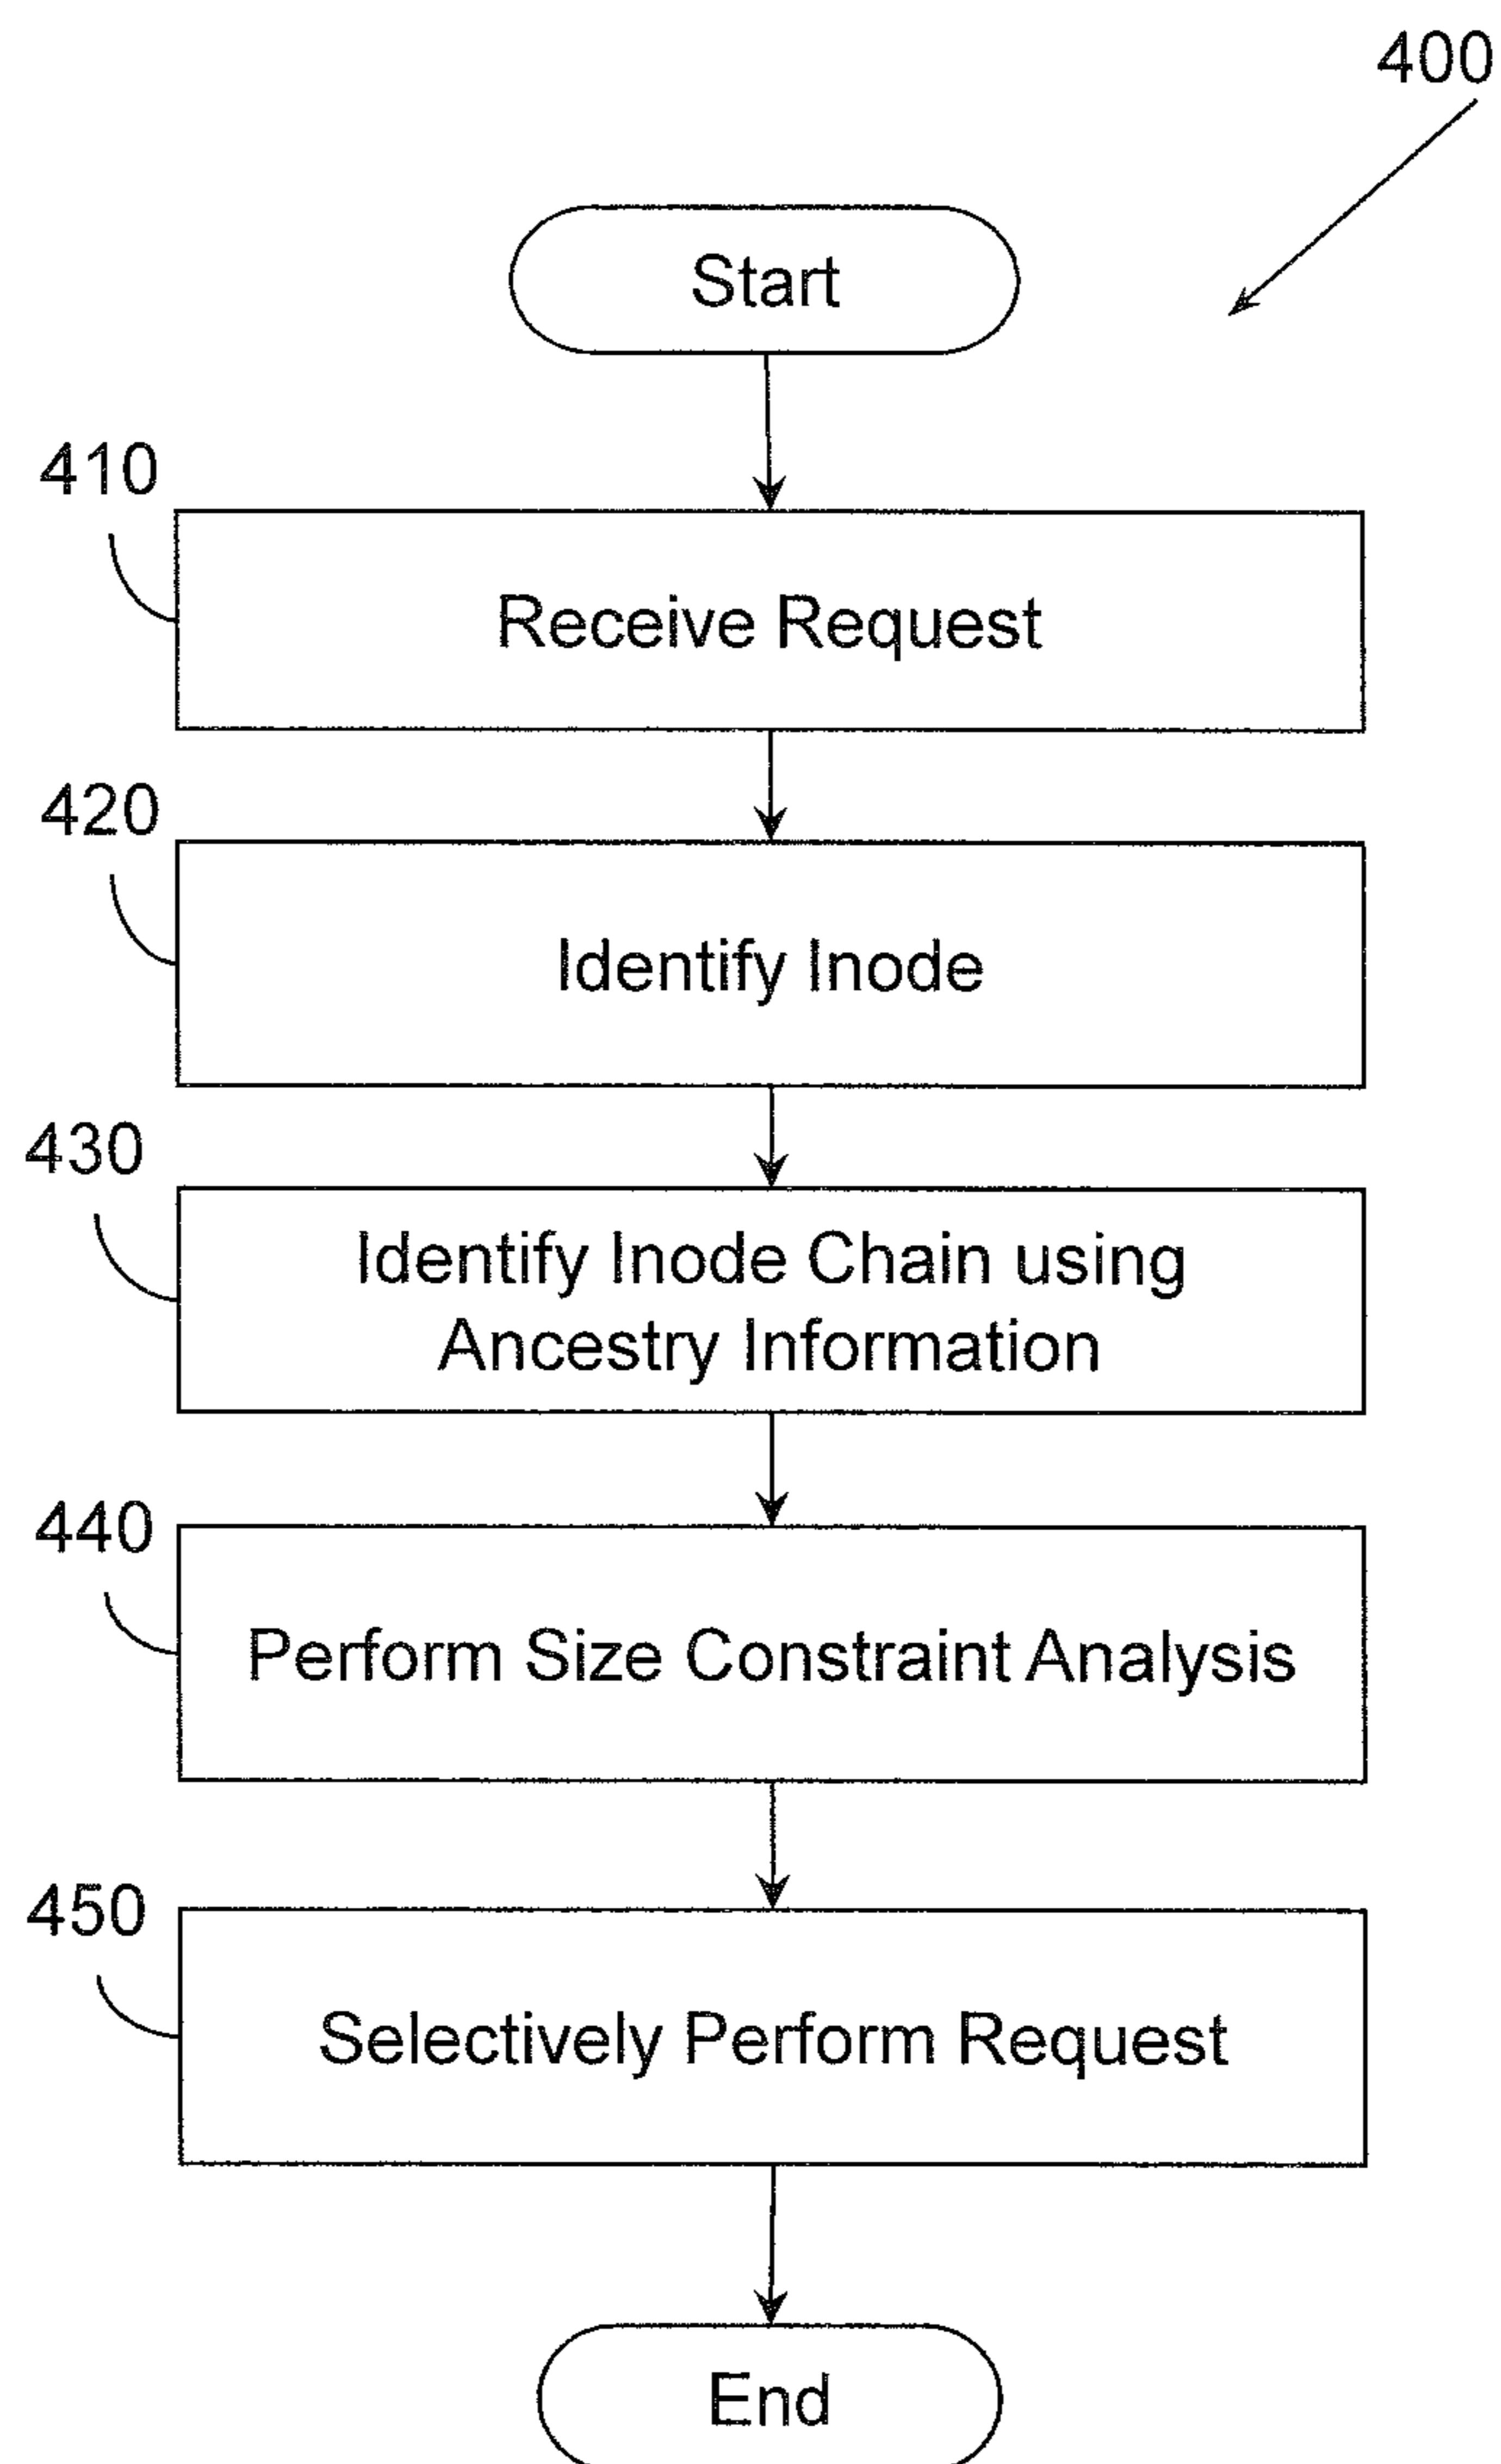 400
Start
410
Receive Request
420
Identify Inode
430
Identify Inode Chain using
Ancestry Information
440
Perform Size Constraint Analysis
450
Selectively Perform Request
End